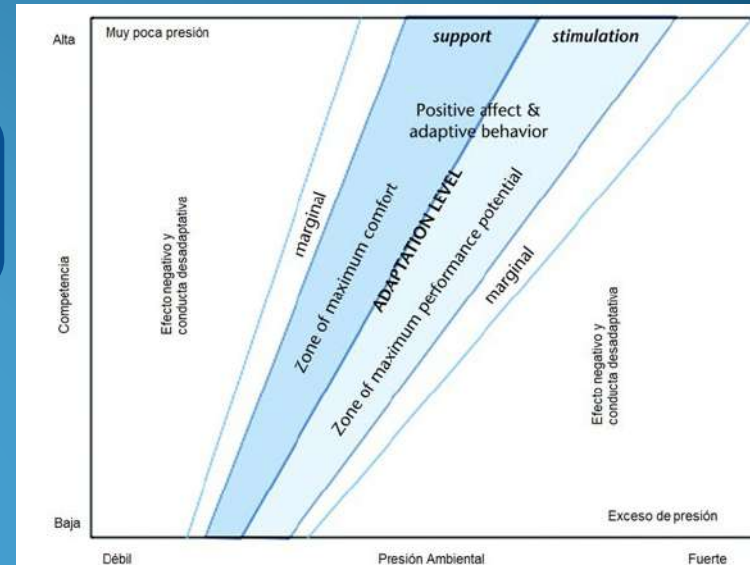 Alta
Muy poca presión
support
stimulation
Positive affect &
adaptive behavior
marginal
Zone of maximum comfort
ADAPTATION LEVEL
Zone of maximum performance potential
marginal
Efecto negativo y
conducta desadaptativa
Competencia
Efecto negativo y
conducta desadaptativa
Exceso de presión
Baja
Débil
Presión Ambiental
Fuerte